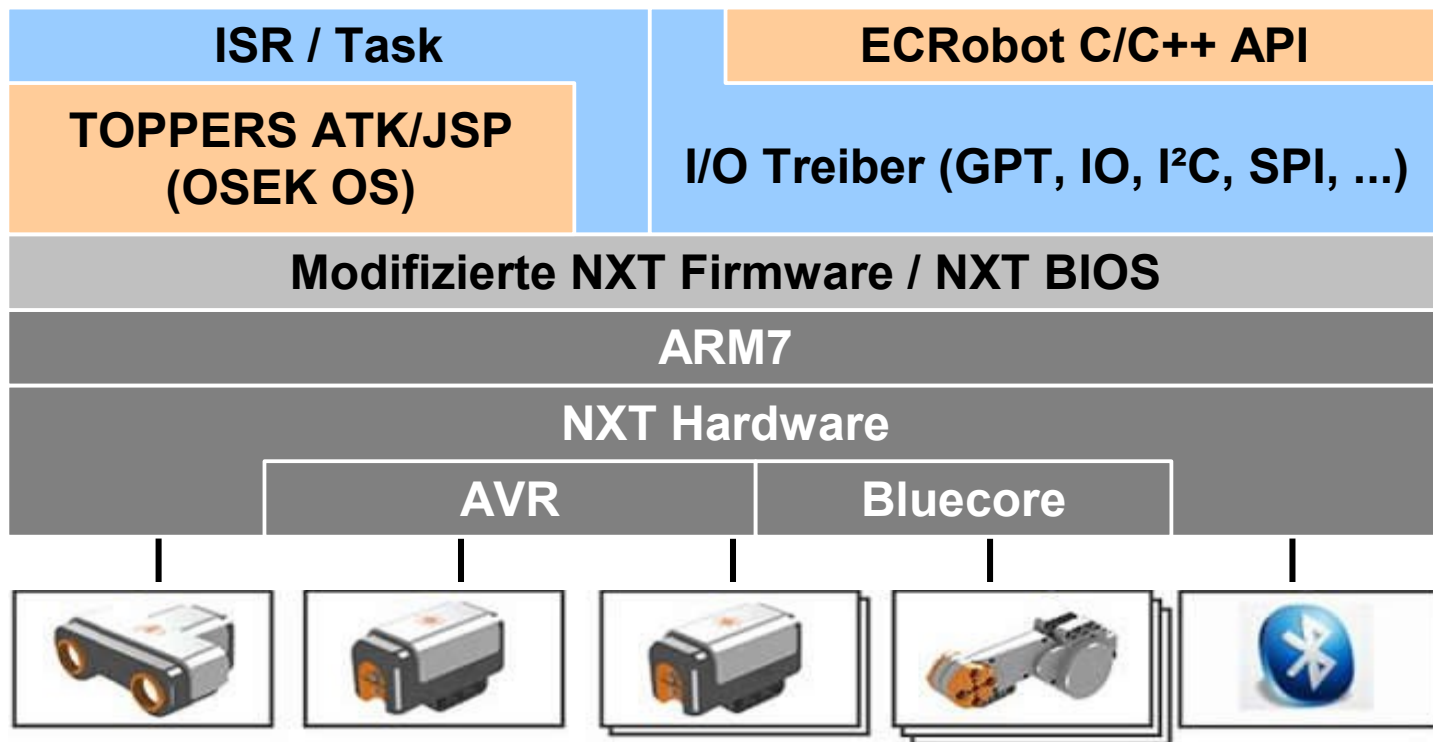 ISR / Task
ECRobot C/C++ API
TOPPERS ATK/JSP
(OSEK OS)
I/O Treiber (GPT, IO, I²C, SPI, ...)
Modifizierte NXT Firmware / NXT BIOS
ARM7
NXT Hardware
AVR
Bluecore